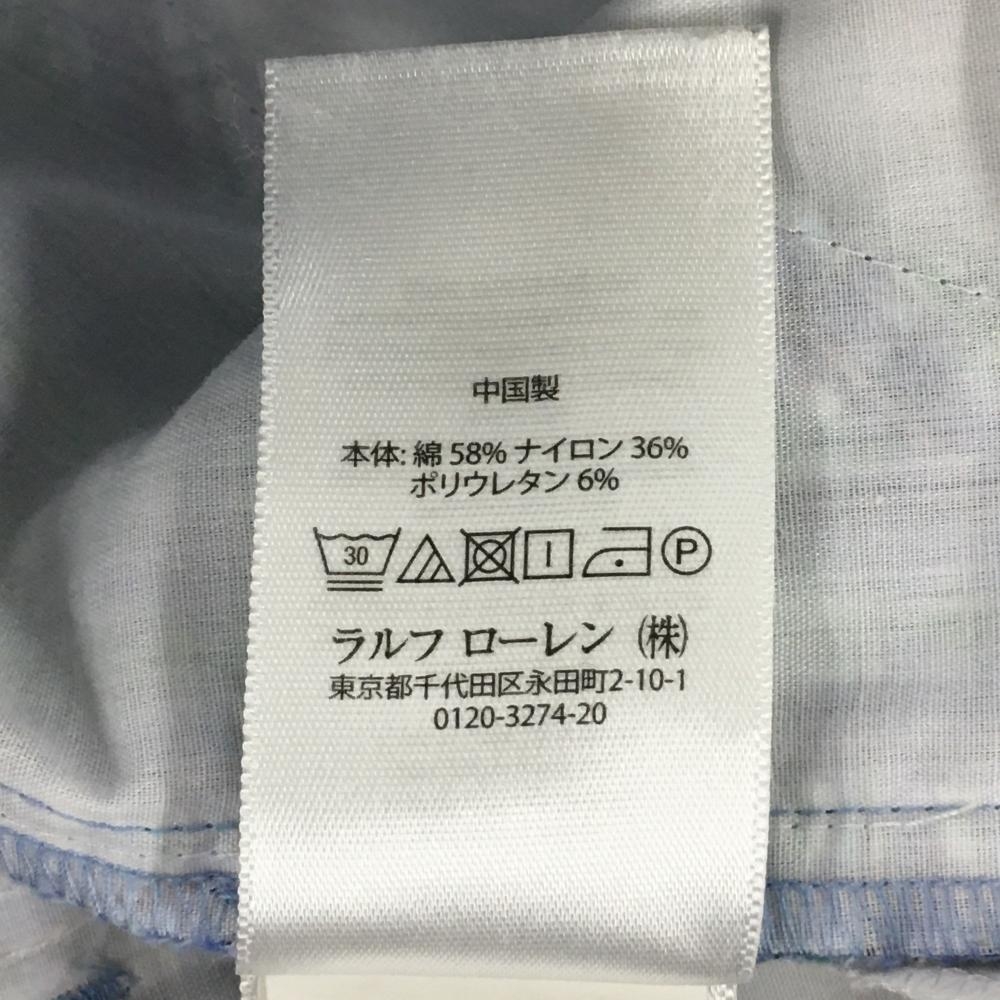 中国製
本体: 綿 58% ナイロン 36%
ポリウレタン 6%
30 P
ラルフ ローレン (株)
東京都千代田区永田町2-10-1
0120-3274-20